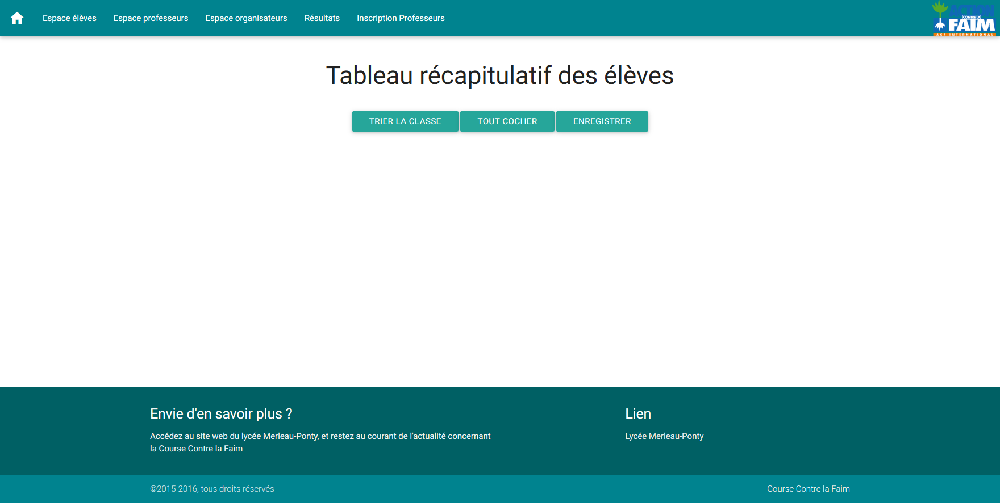 Espace élèves Espace professeurs Espace organisateurs Résultats Inscription Professeurs
ACTION
CONTRE LA
FAIM
ACF INTERNATIONAL
Tableau récapitulatif des élèves
TRIER LA CLASSE TOUT COCHER ENREGISTRER
Envie d'en savoir plus ?
Accédez au site web du lycée Merleau-Ponty, et restez au courant de l'actualité concernant
la Course Contre la Faim
Lien
Lycée Merleau-Ponty
©2015-2016, tous droits réservés
Course Contre la Faim